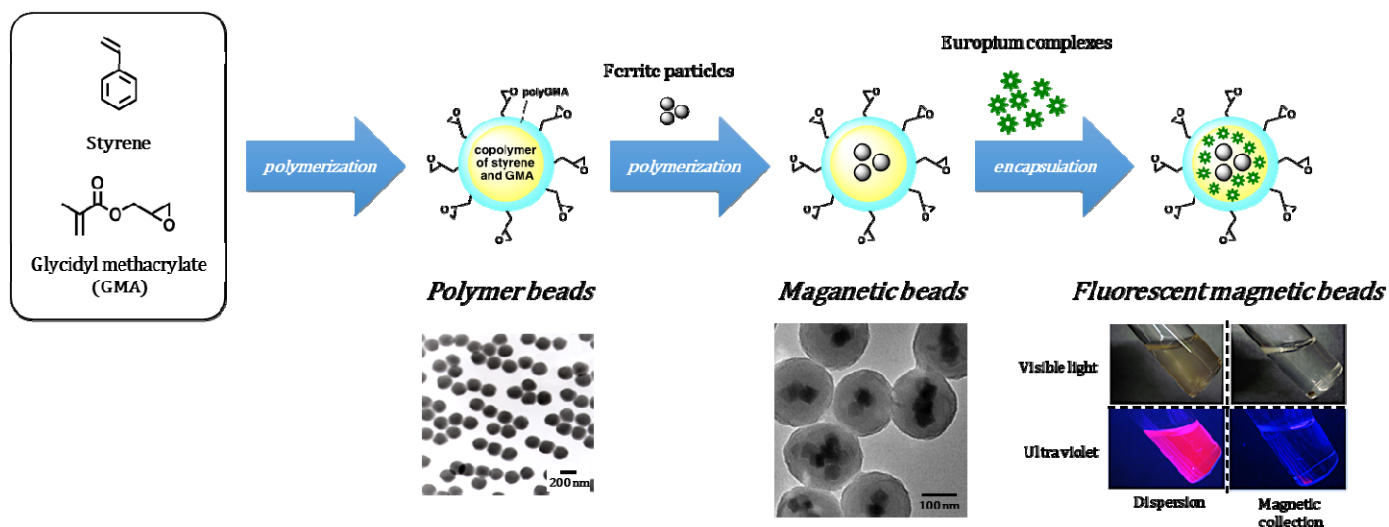 Styrene
Glycidyl methacrylate
(GMA)
polymerization
O
O
O
polyGMA
copolymer
of styrene
and GMA
Ferrite particles
polymerization
Europium complexes
encapsulation
Polymer beads
Maganetic beads
Fluorescent magnetic beads
200 nm
100 nm
Visible light
Ultraviolet
Dispersion
Magnetic
collection